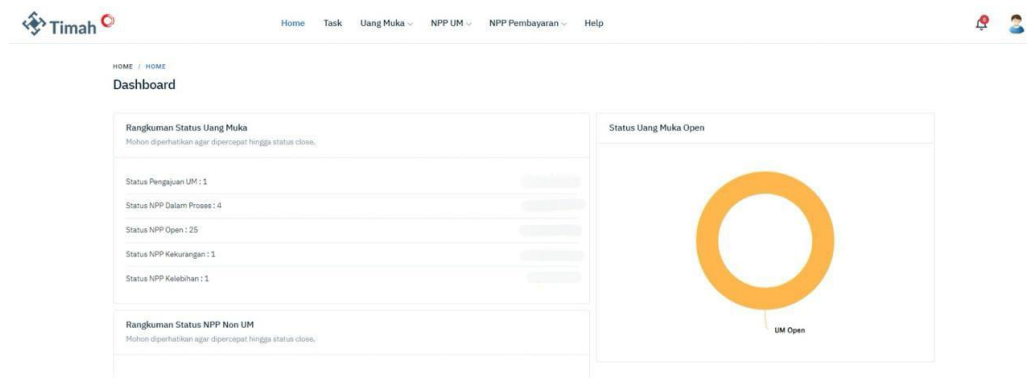 Timah
Home Task Uang Muka NPP UM NPP Pembayaran Help
0
HOME / HOME
Dashboard
Rangkuman Status Uang Muka
Mohon diperhatikan agar dipercepat hingga status close.
Status Pengajuan UM : 1
Status NPP Dalam Proses : 4
Status NPP Open : 25
Status NPP Kekurangan : 1
Status NPP Kelebihan : 1
Rangkuman Status NPP Non UM
Mohon diperhatikan agar dipercepat hingga status close.
Status Uang Muka Open
UM Open